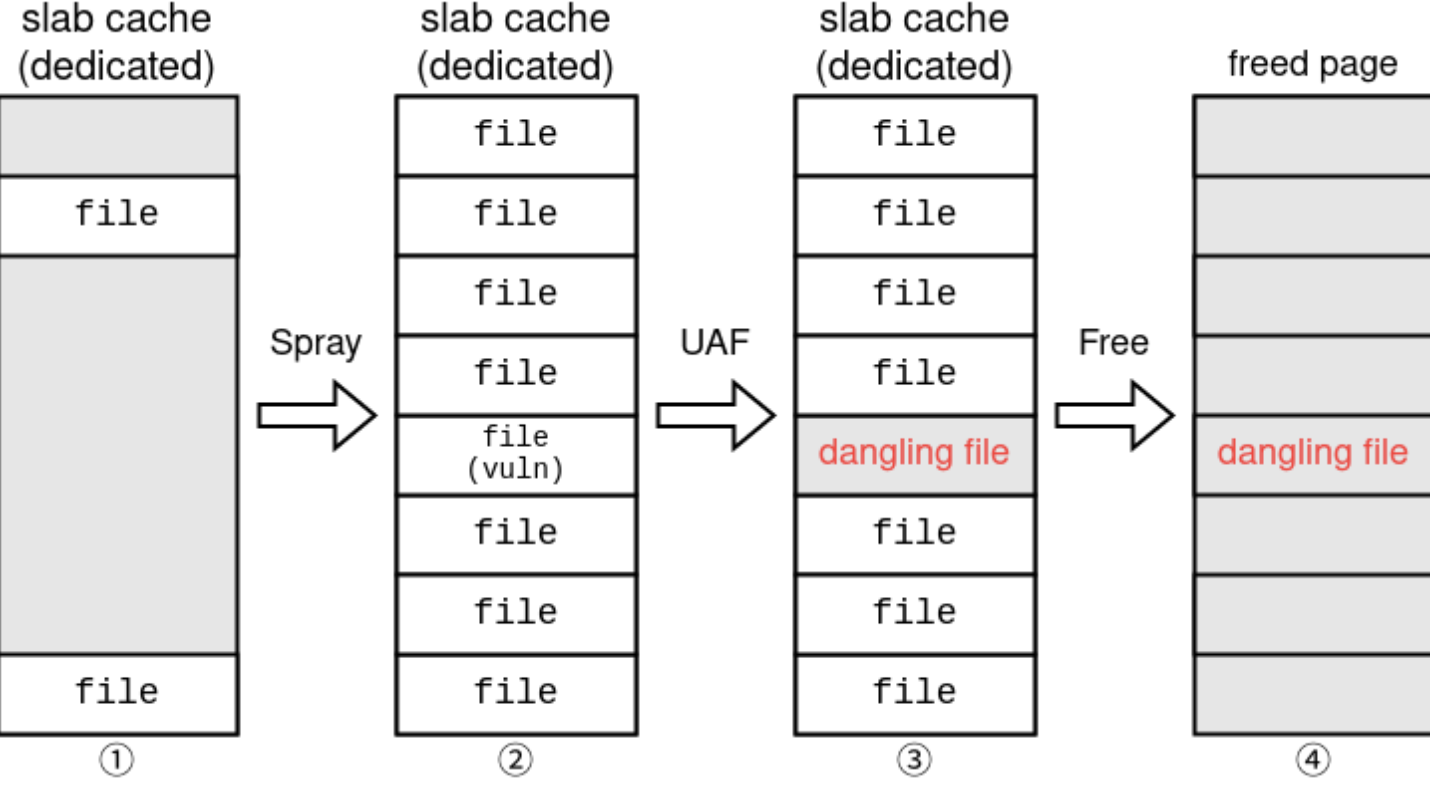 slab cache
(dedicated)
file
file
①
Spray
slab cache
(dedicated)
file
file
file
file
file
(vuln)
file
file
file
②
UAF
slab cache
(dedicated)
file
file
file
file
dangling file
file
file
file
③
Free
freed page
dangling file
④